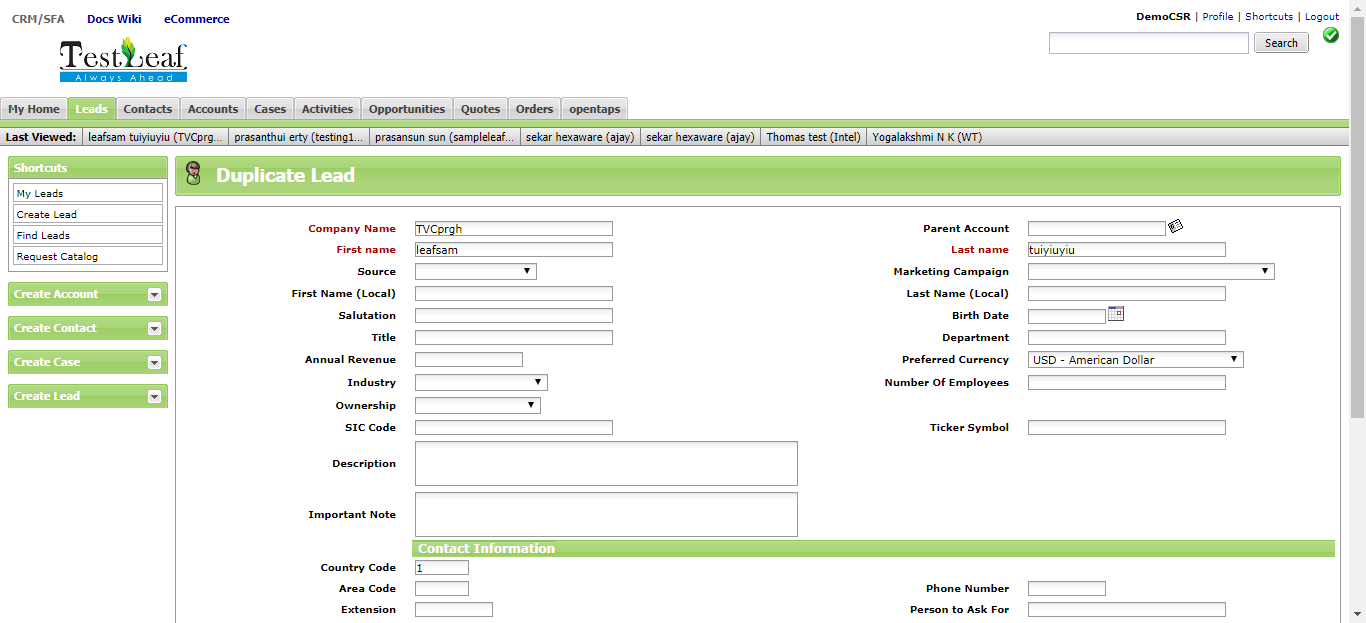 CRM/SFA Docs Wiki eCommerce
DemoCSR | Profile | Shortcuts | Logout
Search
TestLeaf
Always Ahead
My Home Leads Contacts Accounts Cases Activities Opportunities Quotes Orders opentaps
Last Viewed: leafsam tuiyiuyiu (TVCprg... prasanthui erty (testing1... prasansun sun (sampleleaf... sekar hexaware (ajay) sekar hexaware (ajay) Thomas test (Intel) Yogalakshmi N K (WT)
Shortcuts
My Leads
Create Lead
Find Leads
Request Catalog
Create Account
Create Contact
Create Case
Create Lead
Duplicate Lead
Company Name TVCprgh Parent Account
First name leafsam Last name tuiyiuyiu
Source Marketing Campaign
First Name (Local) Last Name (Local)
Salutation Birth Date
Title Department
Annual Revenue Preferred Currency USD - American Dollar
Industry Number Of Employees
Ownership
SIC Code Ticker Symbol
Description
Important Note
Contact Information
Country Code 1
Area Code Phone Number
Extension Person to Ask For